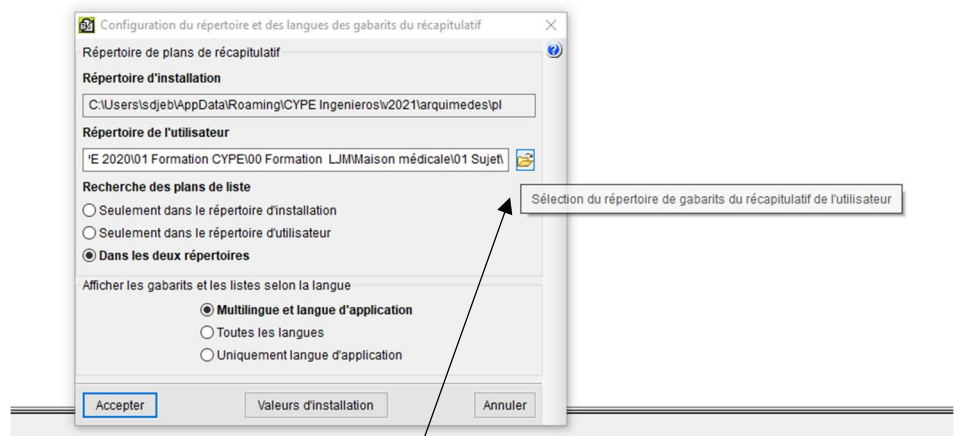 Configuration du répertoire et des langues des gabarits du récapitulatif
Répertoire de plans de récapitulatif
Répertoire d'installation
C:\Users\sdjeb\AppData\Roaming\CYPE Ingenieros\v2021\arquimedes\pl
Répertoire de l'utilisateur
'E 2020\01 Formation CYPE\00 Formation LJM\Maison médicale\01 Sujet\
Sélection du répertoire de gabarits du récapitulatif de l'utilisateur
Recherche des plans de liste
Seulement dans le répertoire d'installation
Seulement dans le répertoire d'utilisateur
Dans les deux répertoires
Afficher les gabarits et les listes selon la langue
Multilingue et langue d'application
Toutes les langues
Uniquement langue d'application
Accepter
Valeurs d'installation
Annuler